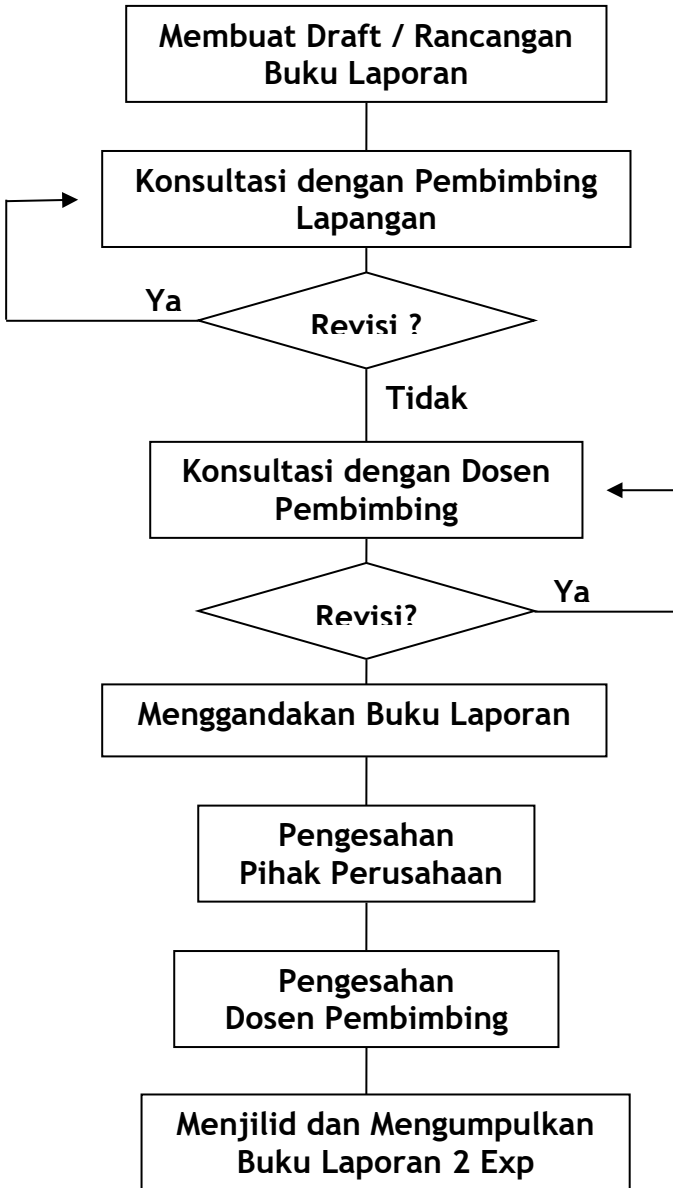 Membuat Draft / Rancangan
Buku Laporan
Konsultasi dengan Pembimbing
Lapangan
Ya
Revisi ?
Tidak
Konsultasi dengan Dosen
Pembimbing
Ya
Revisi?
Menggandakan Buku Laporan
Pengesahan
Pihak Perusahaan
Pengesahan
Dosen Pembimbing
Menjilid dan Mengumpulkan
Buku Laporan 2 Exp